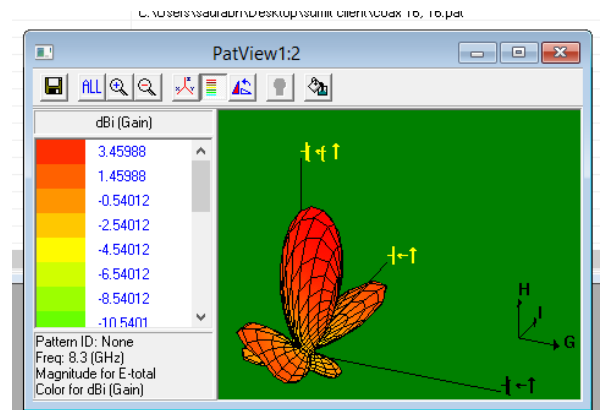 C:\Users\saurabh\Desktop\sumit client\coax 16, 16.pat
PatView1:2
ALL
dBi (Gain)
3.45988
1.45988
-0.54012
-2.54012
-4.54012
-6.54012
-8.54012
-10.5401
H
I
G
Pattern ID: None
Freq: 8.3 (GHz)
Magnitude for E-total
Color for dBi (Gain)